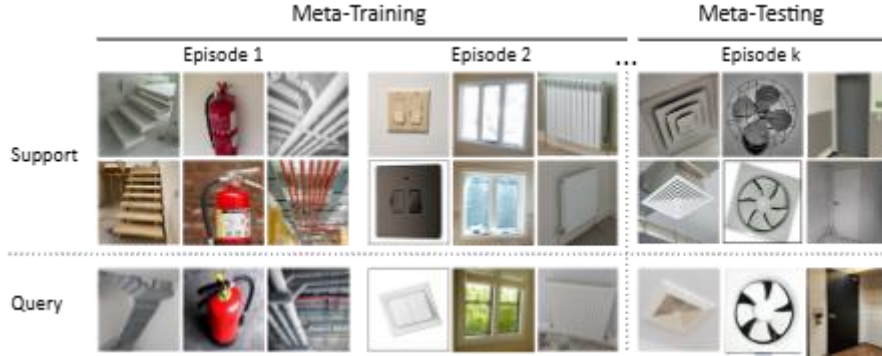 Meta-Training Meta-Testing
Episode 1 Episode 2 ... Episode k
Support
Query